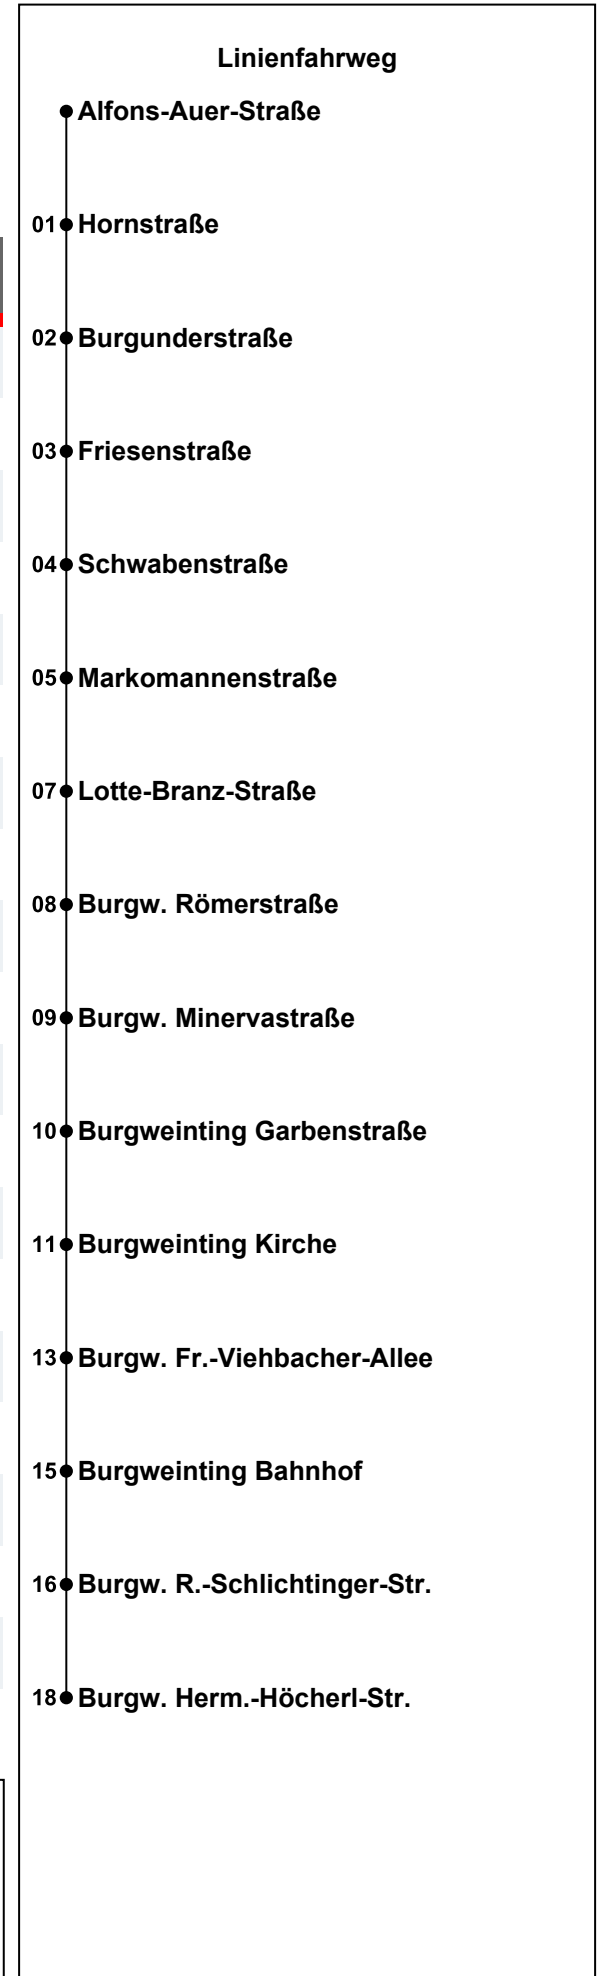 Linienfahrweg
Alfons-Auer-Straße
01 Hornstraße
02 Burgunderstraße
03 Friesenstraße
04 Schwabenstraße
05 Markomannenstraße
07 Lotte-Branz-Straße
08 Burgw. Römerstraße
09 Burgw. Minervastraße
10 Burgweinting Garbenstraße
11 Burgweinting Kirche
13 Burgw. Fr.-Viehbacher-Allee
15 Burgweinting Bahnhof
16 Burgw. R.-Schlichtinger-Str.
18 Burgw. Herm.-Höcherl-Str.